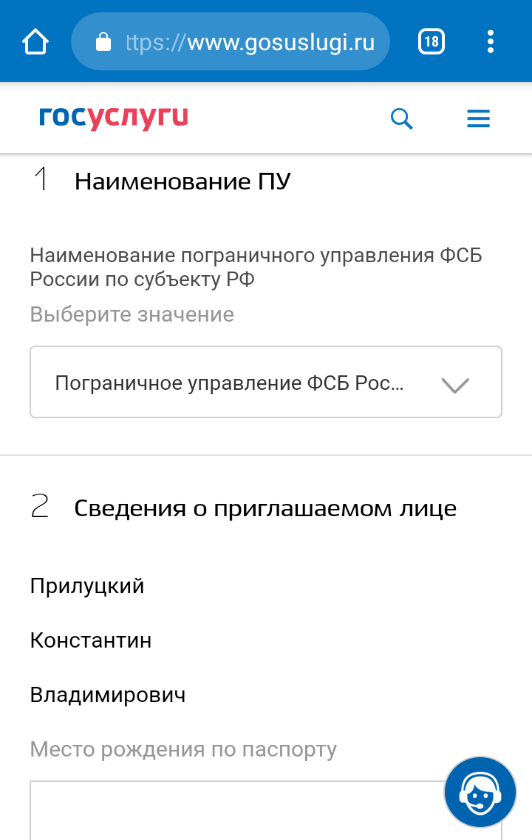 ttps://www.gosuslugi.ru
18
госуслуги
1 Наименование ПУ
Наименование пограничного управления ФСБ
России по субъекту РФ
Выберите значение
Пограничное управление ФСБ Рос...
2 Сведения о приглашаемом лице
Прилуцкий
Константин
Владимирович
Место рождения по паспорту